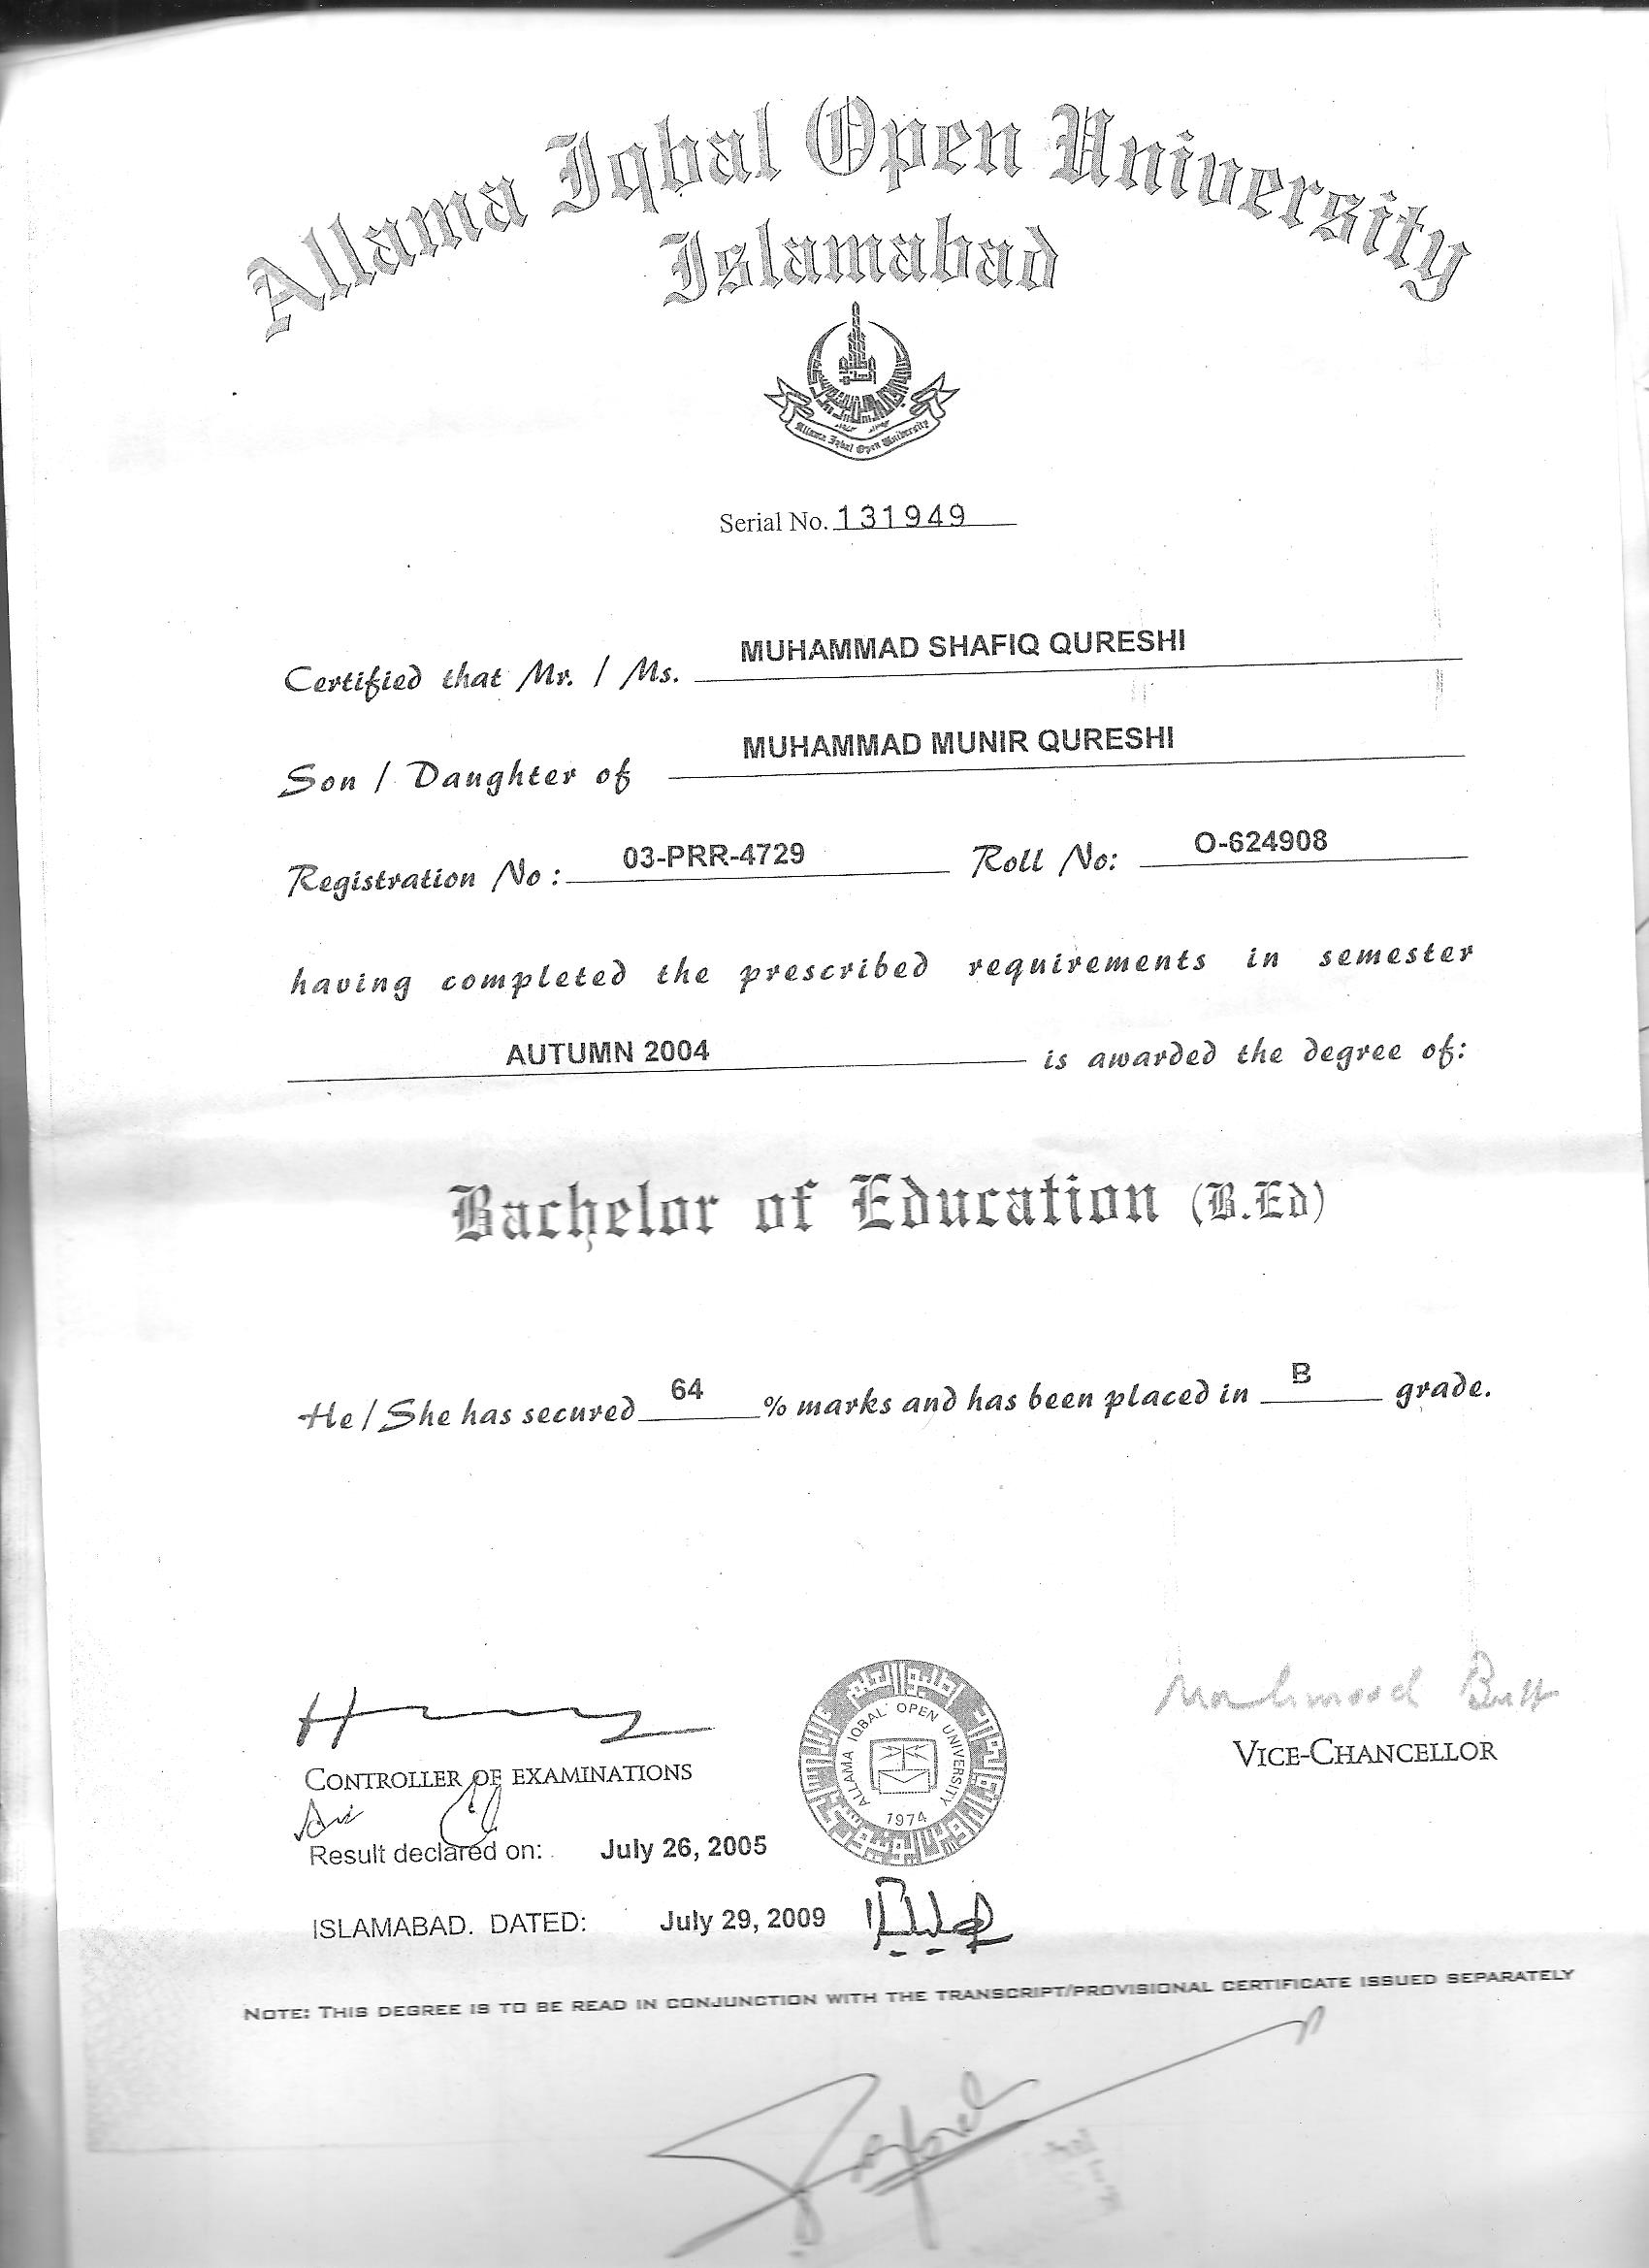 Allama Iqbal Open University
Islamabad
Allama Iqbal Open University
Serial No. 131949
Certified that Mr. / Ms. MUHAMMAD SHAFIQ QURESHI
Son / Daughter of MUHAMMAD MUNIR QURESHI
Registration No: 03-PRR-4729 Roll No: O-624908
having completed the prescribed requirements in semester
AUTUMN 2004 is awarded the degree of:
Bachelor of Education (B.Ed)
He / She has secured 64 % marks and has been placed in B grade.
Mahmood Butt
CONTROLLER OF EXAMINATIONS
VICE-CHANCELLOR
ALLAMA IQBAL OPEN UNIVERSITY
1974
Result declared on: July 26, 2005
ISLAMABAD. DATED: July 29, 2009
NOTE: THIS DEGREE IS TO BE READ IN CONJUNCTION WITH THE TRANSCRIPT/PROVISIONAL CERTIFICATE ISSUED SEPARATELY